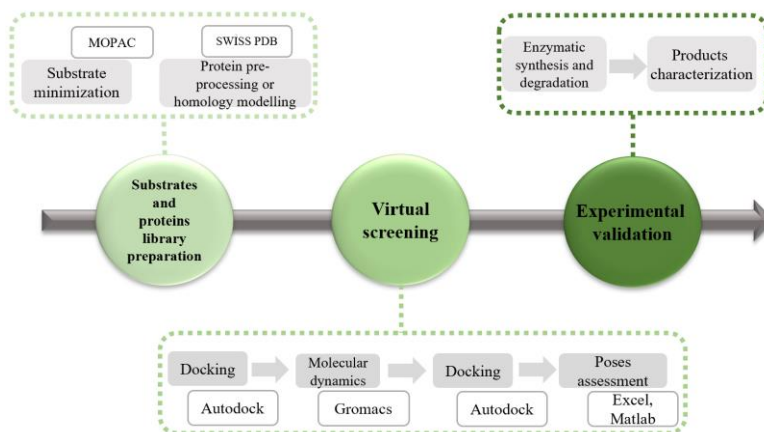 MOPAC
Substrate
minimization
SWISS PDB
Protein pre-
processing or
homology modelling
Enzymatic
synthesis and
degradation
Products
characterization
Substrates
and
proteins
library
preparation
Virtual
screening
Experimental
validation
Docking
Autodock
Molecular
dynamics
Gromacs
Docking
Autodock
Poses
assessment
Excel,
Matlab